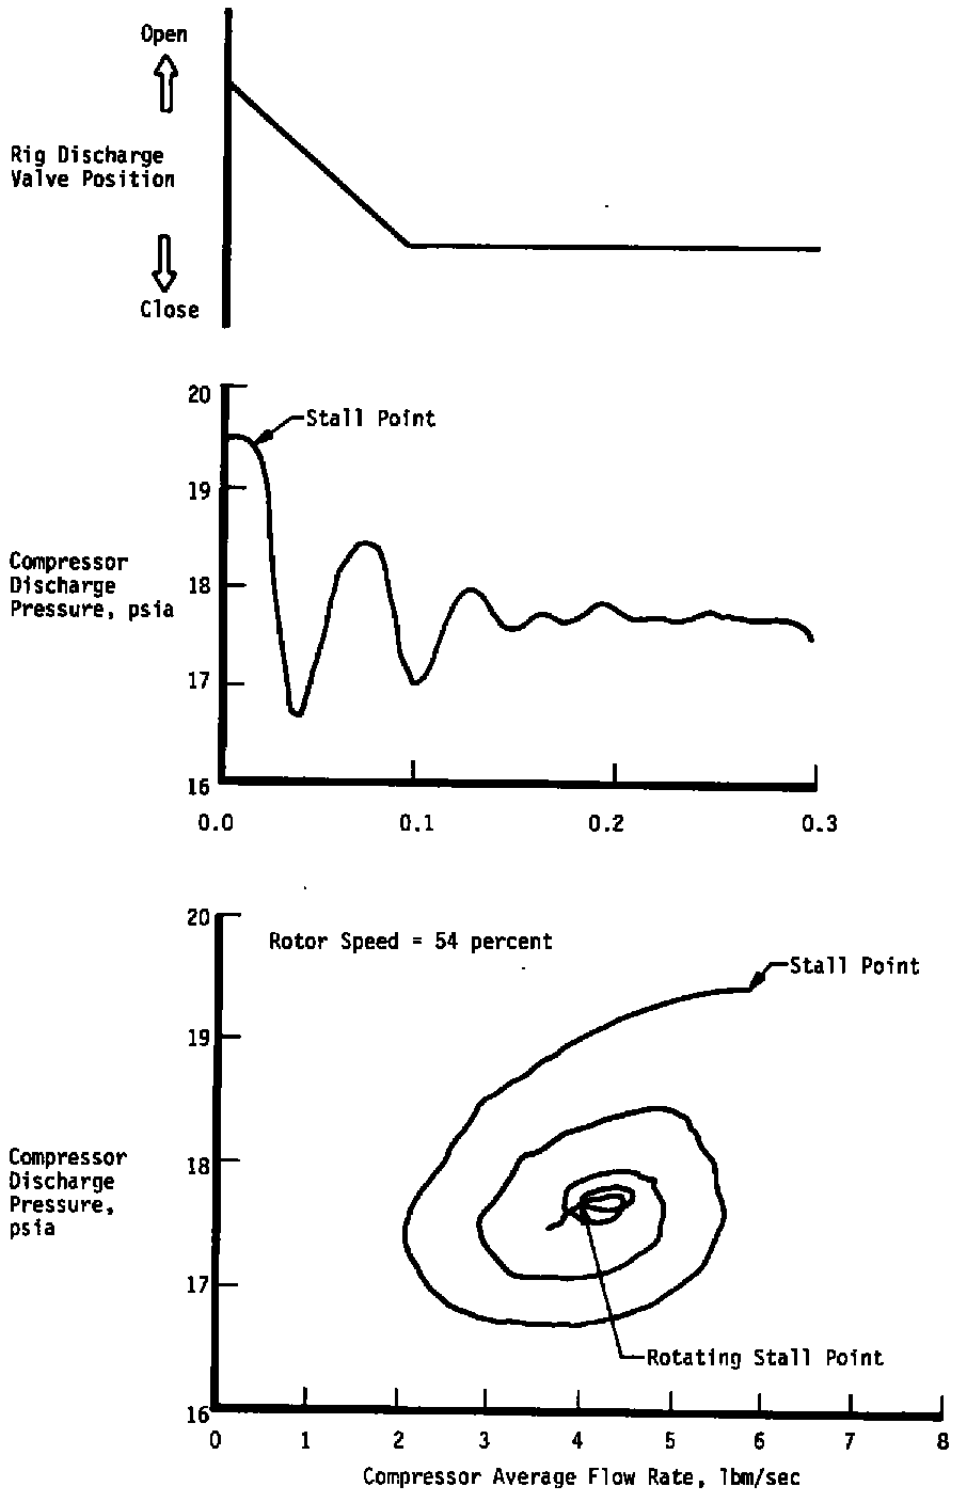 Open
Rig Discharge
Valve Position
Close
20
Stall Point
19
Compressor
Discharge
Pressure, psia
18
17
16
0.0 0.1 0.2 0.3
20
Rotor Speed = 54 percent
Stall Point
19
Compressor
Discharge
Pressure,
psia
18
17
Rotating Stall Point
16
0 1 2 3 4 5 6 7 8
Compressor Average Flow Rate, lbm/sec